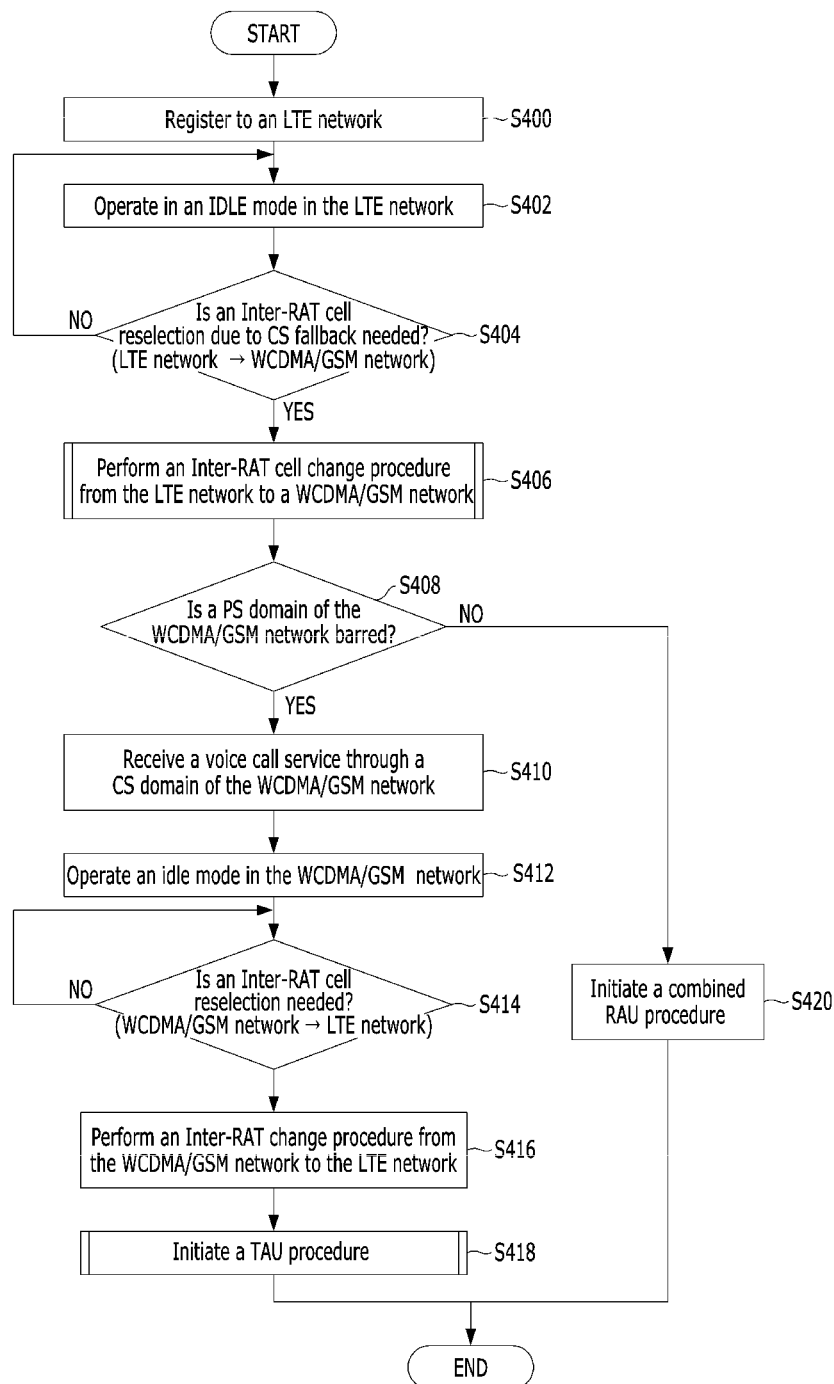 START
Register to an LTE network
S400
Operate in an IDLE mode in the LTE network
S402
Is an Inter-RAT cell
reselection due to CS fallback needed?
(LTE network → WCDMA/GSM network)
NO
S404
YES
Perform an Inter-RAT cell change procedure
from the LTE network to a WCDMA/GSM network
S406
S408
Is a PS domain of the
WCDMA/GSM network barred?
NO
YES
Receive a voice call service through a
CS domain of the WCDMA/GSM network
S410
Operate an idle mode in the WCDMA/GSM network
S412
Is an Inter-RAT cell
reselection needed?
(WCDMA/GSM network → LTE network)
NO
S414
Initiate a combined
RAU procedure
S420
Perform an Inter-RAT change procedure from
the WCDMA/GSM network to the LTE network
S416
Initiate a TAU procedure
S418
END